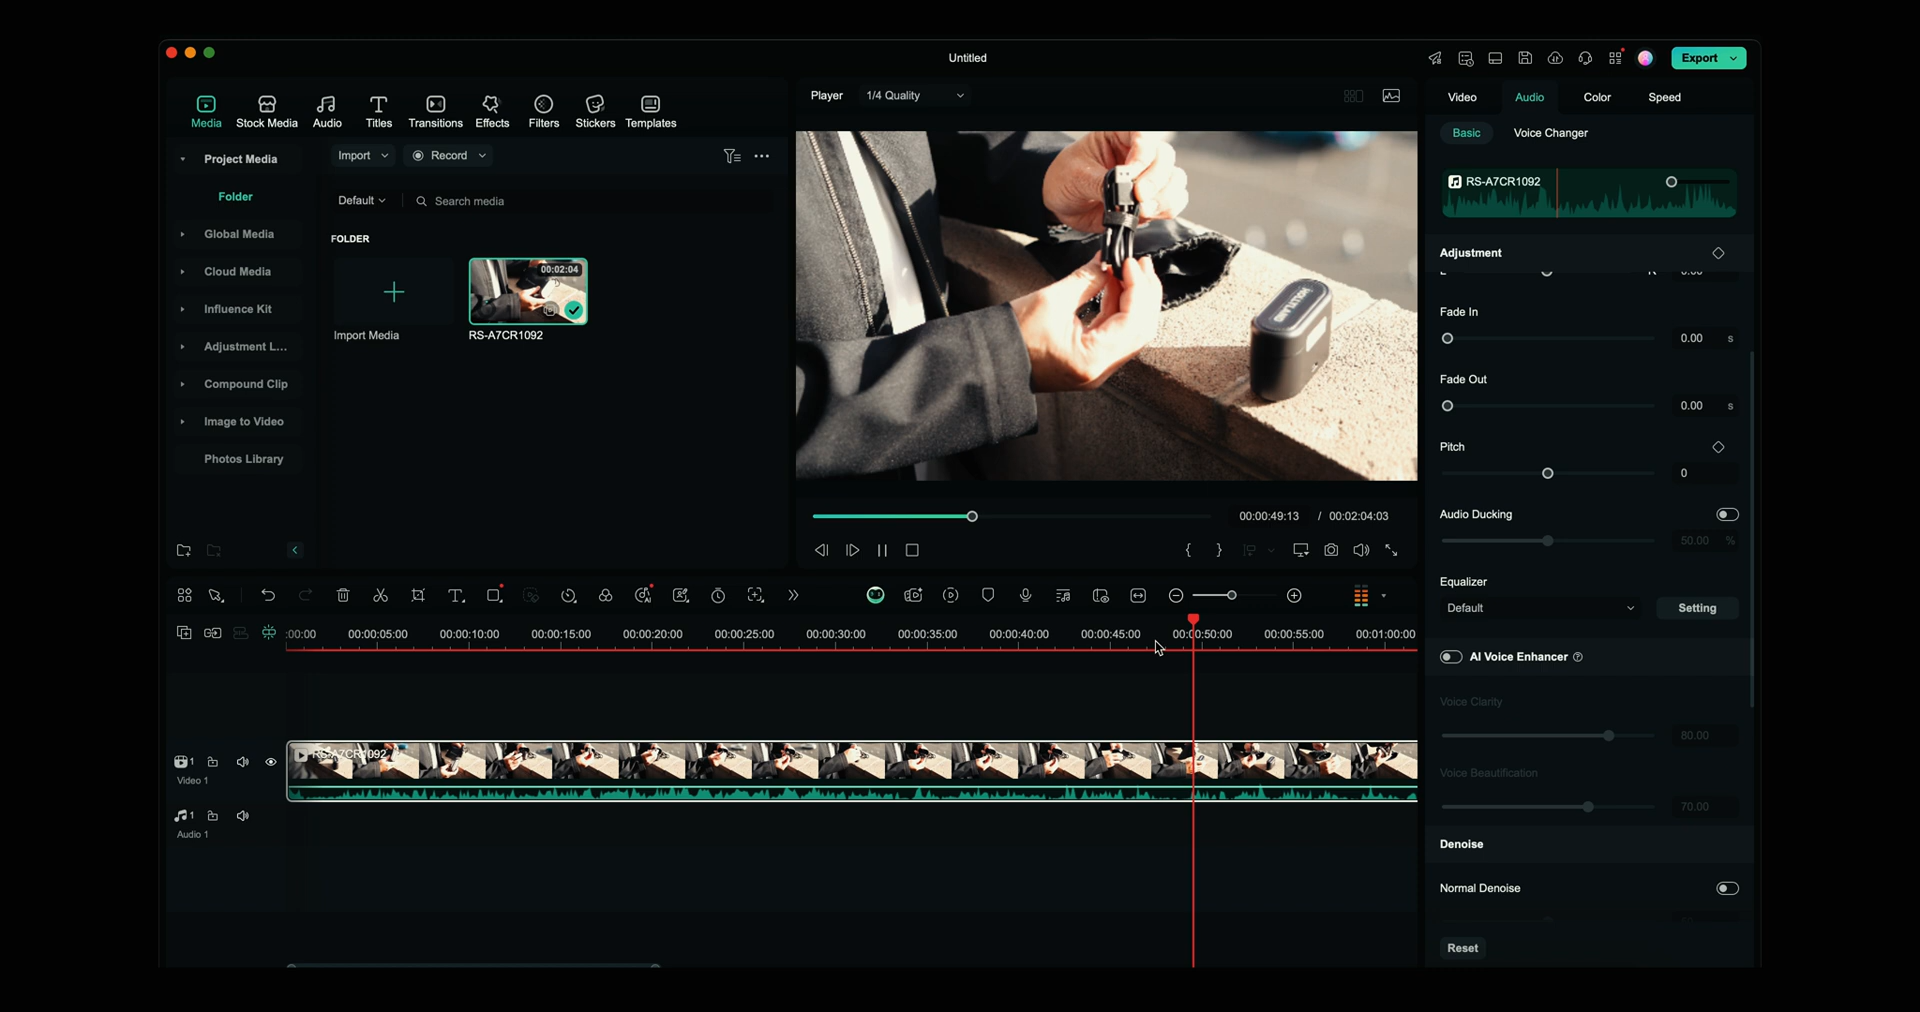 Untitled
Export
Media
Stock Media
Audio
Titles
Transitions
Effects
Filters
Stickers
Templates
Player
1/4 Quality
Video
Audio
Color
Speed
Basic
Voice Changer
Project Media
Folder
Global Media
Cloud Media
Influence Kit
Adjustment L...
Compound Clip
Image to Video
Photos Library
Import
Record
Default
Search media
FOLDER
Import Media
00:02:04
RS-A7CR1092
HOLLYLAND
00:00:49:13 / 00:02:04:03
RS-A7CR1092
Adjustment
Fade In
0.00 s
Fade Out
0.00 s
Pitch
0
Audio Ducking
50.00 %
Equalizer
Default
Setting
AI Voice Enhancer
Voice Clarity
80.00
Voice Beautification
70.00
Denoise
Normal Denoise
Reset
:00:00 00:00:05:00 00:00:10:00 00:00:15:00 00:00:20:00 00:00:25:00 00:00:30:00 00:00:35:00 00:00:40:00 00:00:45:00 00:00:50:00 00:00:55:00 00:01:00:00
RS-A7CR1092
1
Video 1
1
Audio 1